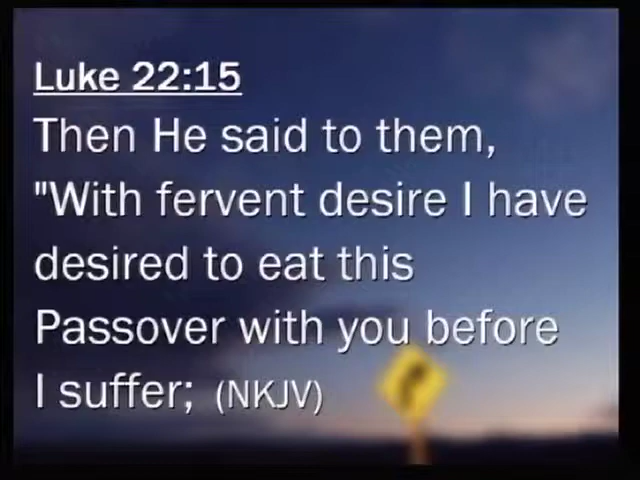 Luke 22:15
Then He said to them,
"With fervent desire I have
desired to eat this
Passover with you before
I suffer; (NKJV)